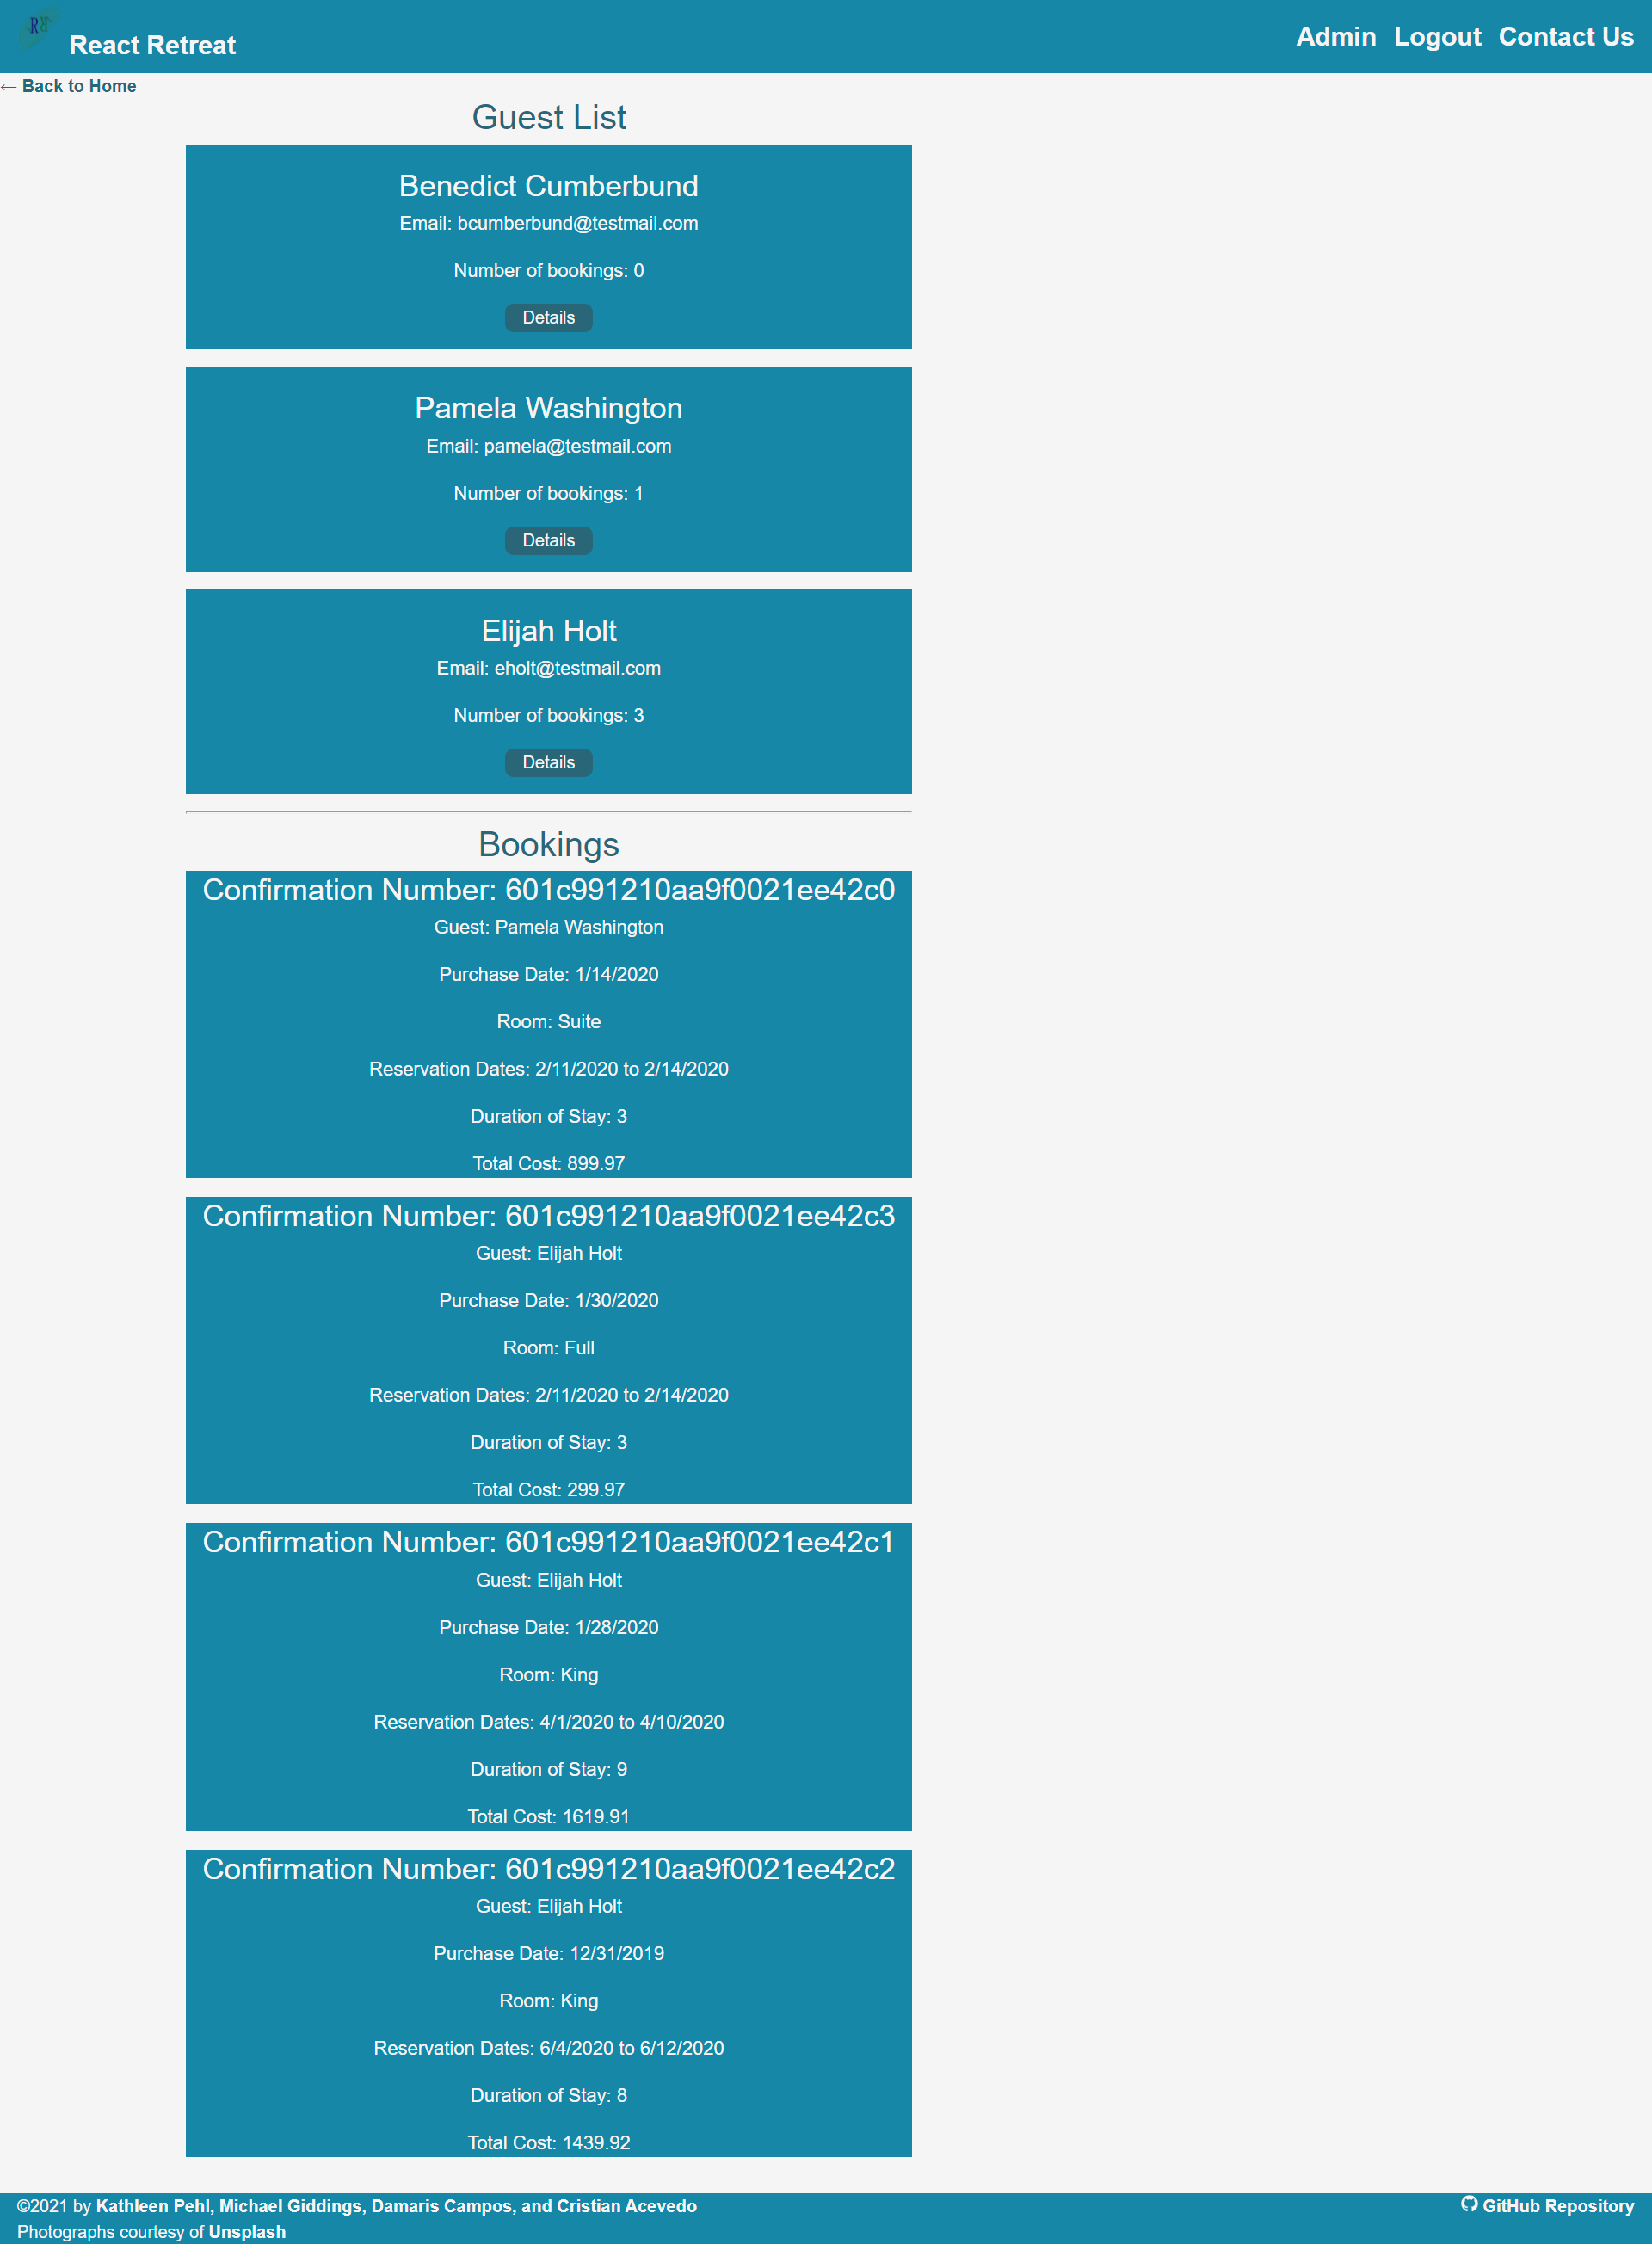 RR
React Retreat
Admin Logout Contact Us
← Back to Home
Guest List
Benedict Cumberbund
Email: bcumberbund@testmail.com
Number of bookings: 0
Details
Pamela Washington
Email: pamela@testmail.com
Number of bookings: 1
Details
Elijah Holt
Email: eholt@testmail.com
Number of bookings: 3
Details
Bookings
Confirmation Number: 601c991210aa9f0021ee42c0
Guest: Pamela Washington
Purchase Date: 1/14/2020
Room: Suite
Reservation Dates: 2/11/2020 to 2/14/2020
Duration of Stay: 3
Total Cost: 899.97
Confirmation Number: 601c991210aa9f0021ee42c3
Guest: Elijah Holt
Purchase Date: 1/30/2020
Room: Full
Reservation Dates: 2/11/2020 to 2/14/2020
Duration of Stay: 3
Total Cost: 299.97
Confirmation Number: 601c991210aa9f0021ee42c1
Guest: Elijah Holt
Purchase Date: 1/28/2020
Room: King
Reservation Dates: 4/1/2020 to 4/10/2020
Duration of Stay: 9
Total Cost: 1619.91
Confirmation Number: 601c991210aa9f0021ee42c2
Guest: Elijah Holt
Purchase Date: 12/31/2019
Room: King
Reservation Dates: 6/4/2020 to 6/12/2020
Duration of Stay: 8
Total Cost: 1439.92
©2021 by Kathleen Pehl, Michael Giddings, Damaris Campos, and Cristian Acevedo
GitHub Repository
Photographs courtesy of Unsplash